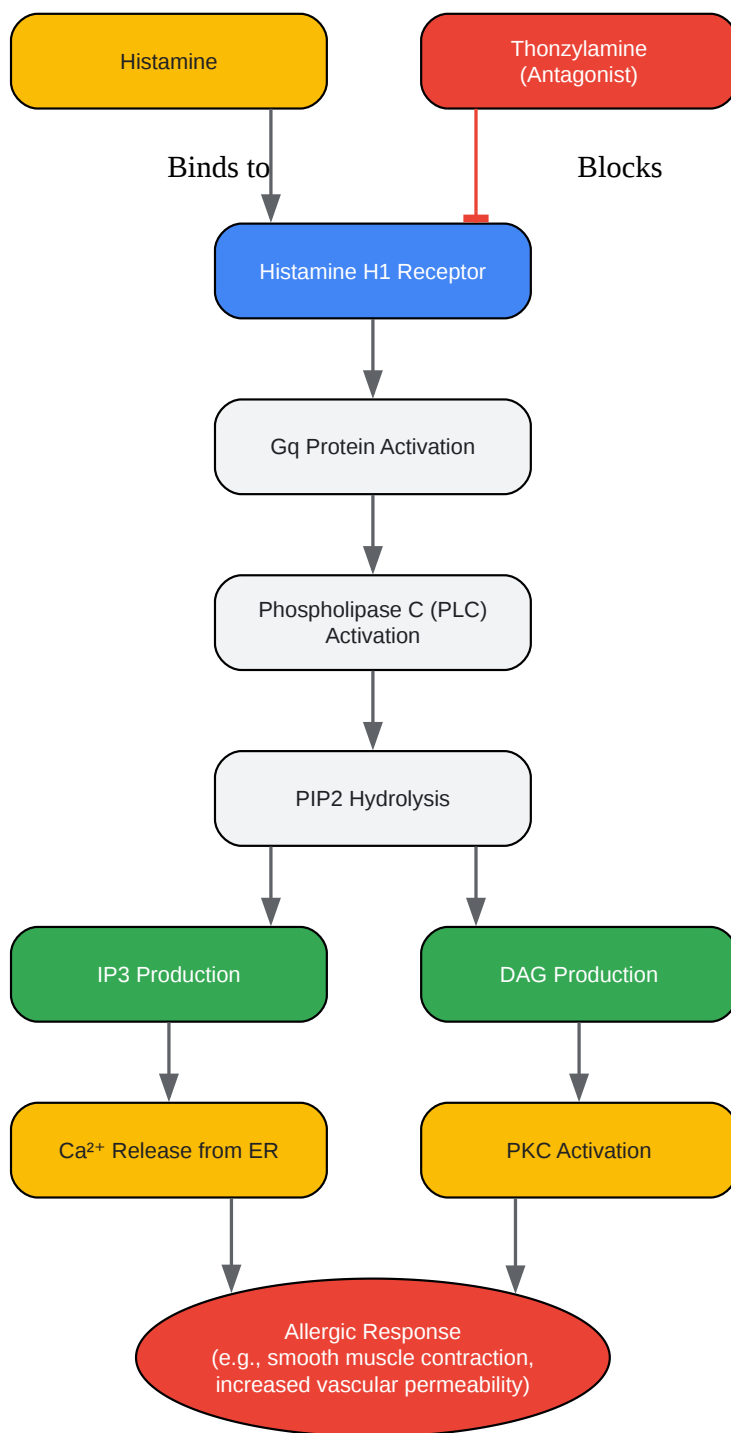 Histamine
Thonzylamine
(Antagonist)
Binds to
Blocks
Histamine H1 Receptor
Gq Protein Activation
Phospholipase C (PLC)
Activation
PIP2 Hydrolysis
IP3 Production
DAG Production
Ca²⁺ Release from ER
PKC Activation
Allergic Response
(e.g., smooth muscle contraction,
increased vascular permeability)